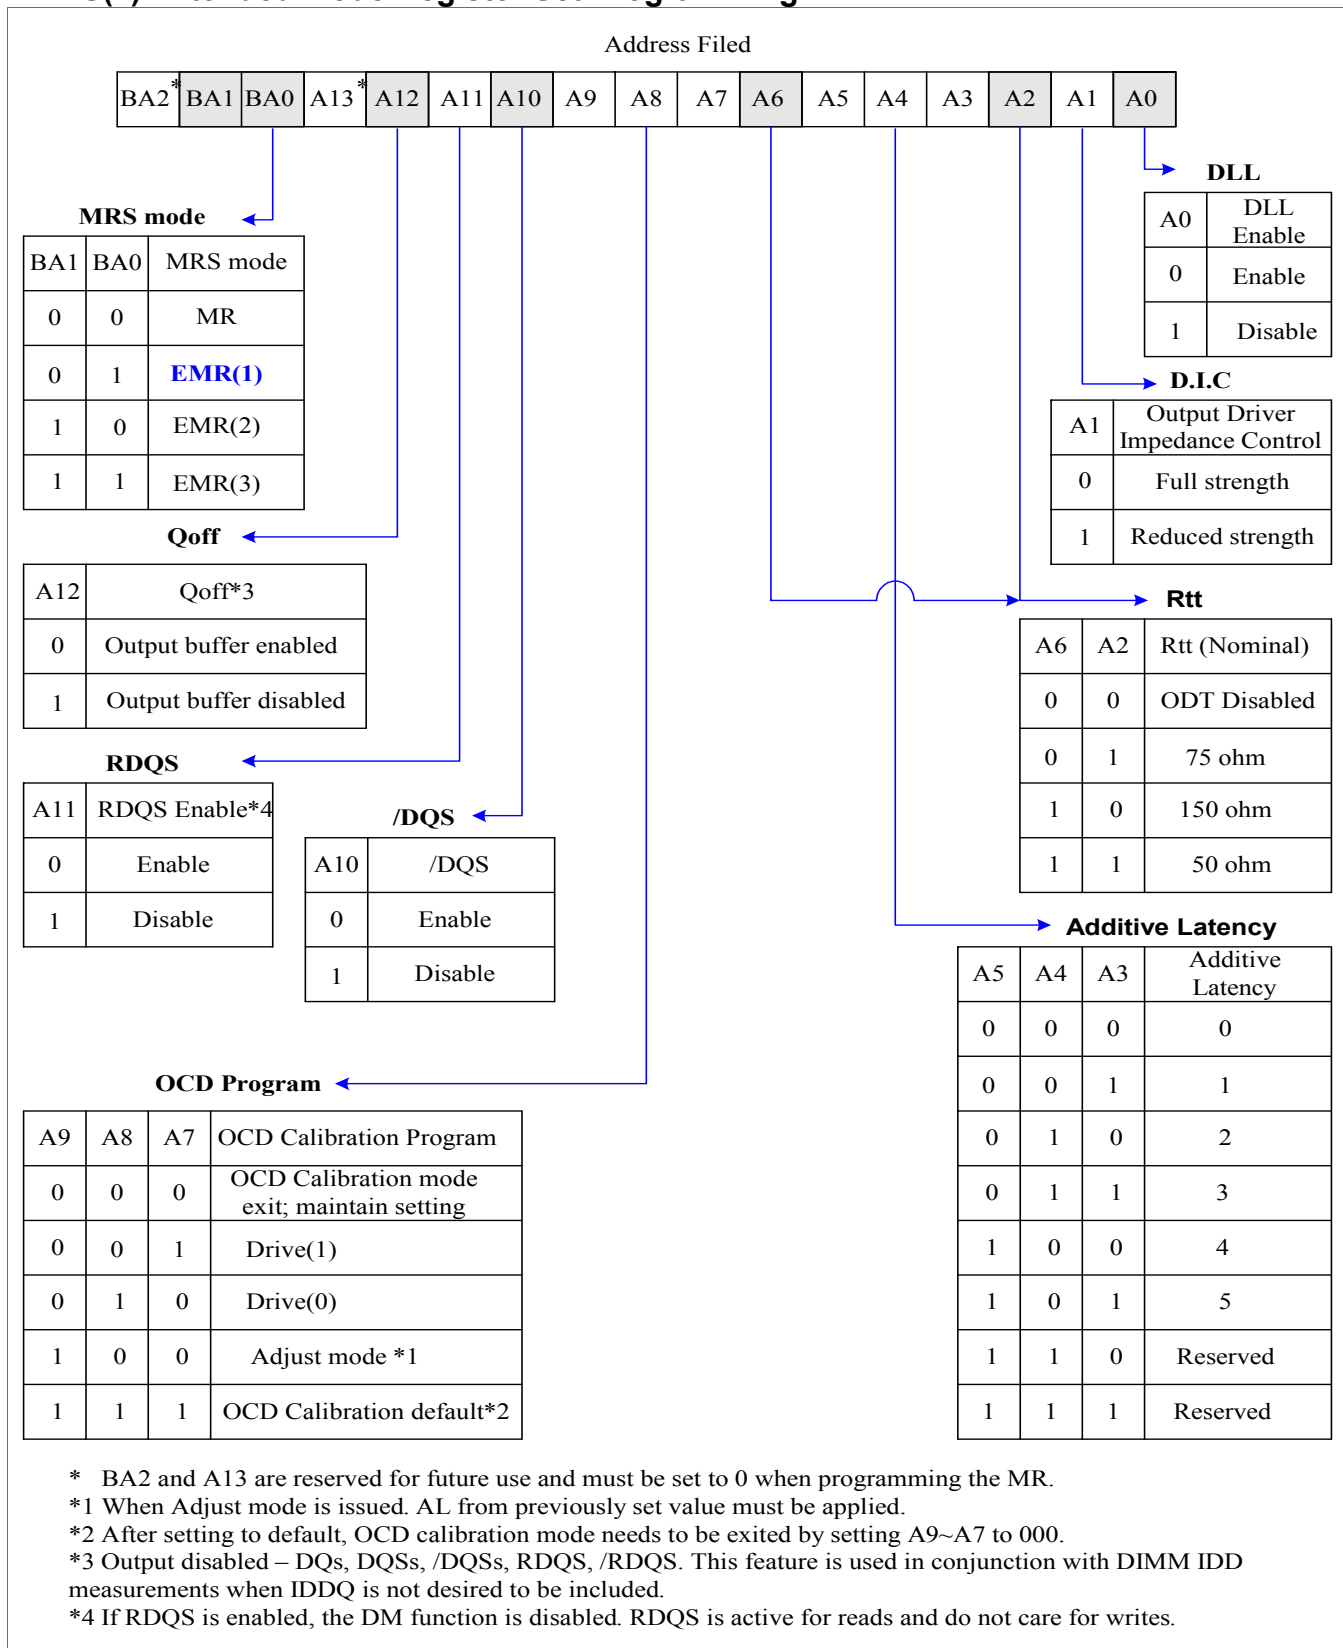 Address Filed
BA2* BA1 BA0 A13* A12 A11 A10 A9 A8 A7 A6 A5 A4 A3 A2 A1 A0
MRS mode
BA1 BA0 MRS mode
0 0 MR
0 1 EMR(1)
1 0 EMR(2)
1 1 EMR(3)
Qoff
A12 Qoff*3
0 Output buffer enabled
1 Output buffer disabled
RDQS
A11 RDQS Enable*4
0 Enable
1 Disable
/DQS
A10 /DQS
0 Enable
1 Disable
OCD Program
A9 A8 A7 OCD Calibration Program
0 0 0 OCD Calibration mode
exit; maintain setting
0 0 1 Drive(1)
0 1 0 Drive(0)
1 0 0 Adjust mode *1
1 1 1 OCD Calibration default*2
DLL
A0 DLL
Enable
0 Enable
1 Disable
D.I.C
A1 Output Driver
Impedance Control
0 Full strength
1 Reduced strength
Rtt
A6 A2 Rtt (Nominal)
0 0 ODT Disabled
0 1 75 ohm
1 0 150 ohm
1 1 50 ohm
Additive Latency
A5 A4 A3 Additive
Latency
0 0 0 0
0 0 1 1
0 1 0 2
0 1 1 3
1 0 0 4
1 0 1 5
1 1 0 Reserved
1 1 1 Reserved
* BA2 and A13 are reserved for future use and must be set to 0 when programming the MR.
*1 When Adjust mode is issued. AL from previously set value must be applied.
*2 After setting to default, OCD calibration mode needs to be exited by setting A9~A7 to 000.
*3 Output disabled – DQs, DQSs, /DQSs, RDQS, /RDQS. This feature is used in conjunction with DIMM IDD
measurements when IDDQ is not desired to be included.
*4 If RDQS is enabled, the DM function is disabled. RDQS is active for reads and do not care for writes.